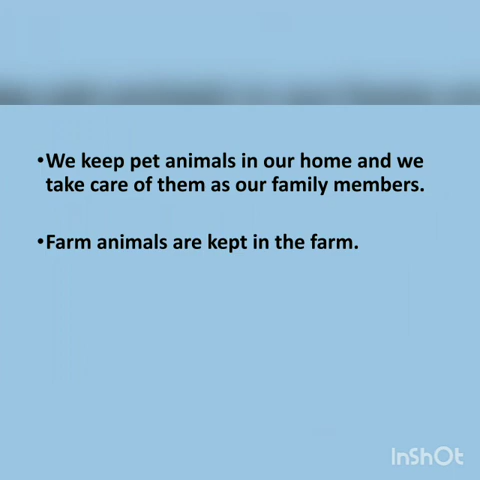 •We keep pet animals in our home and we
take care of them as our family members.
•Farm animals are kept in the farm.
InShOt